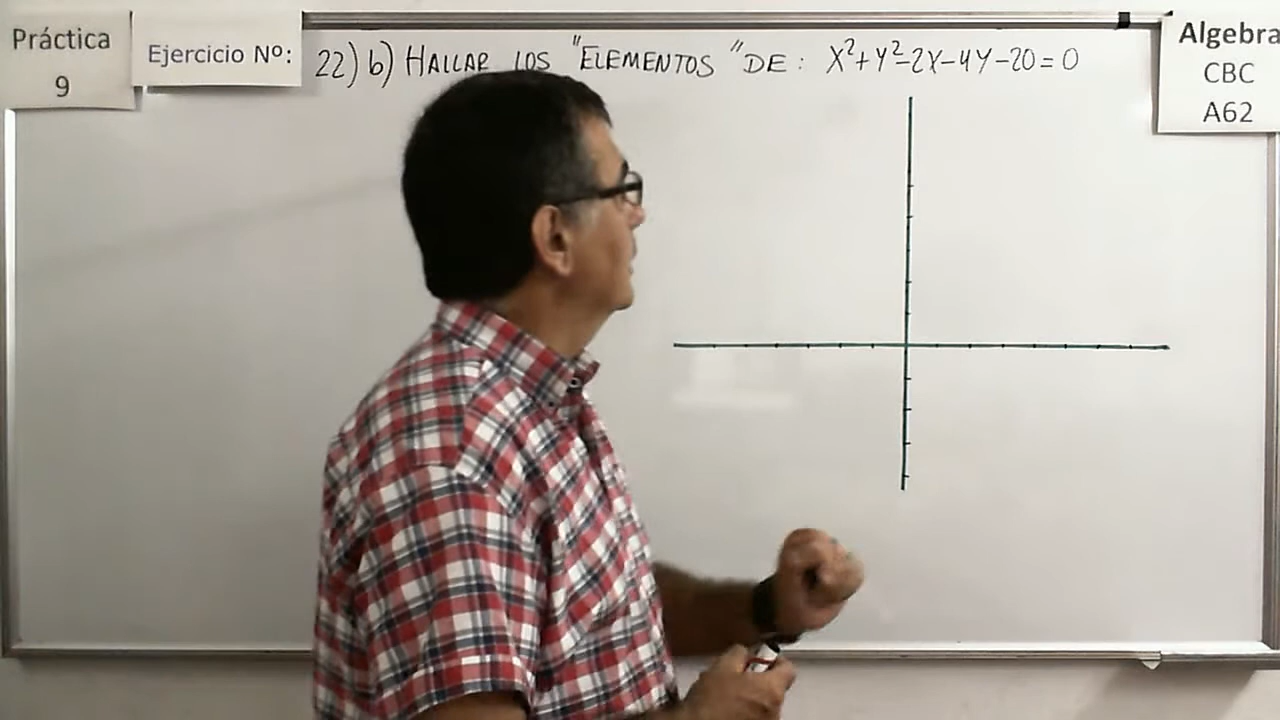 Práctica
9
Ejercicio Nº:
22) b) HALLAR LOS "ELEMENTOS" DE: X²+Y²-2X-4Y-20=0
Algebra
CBC
A62